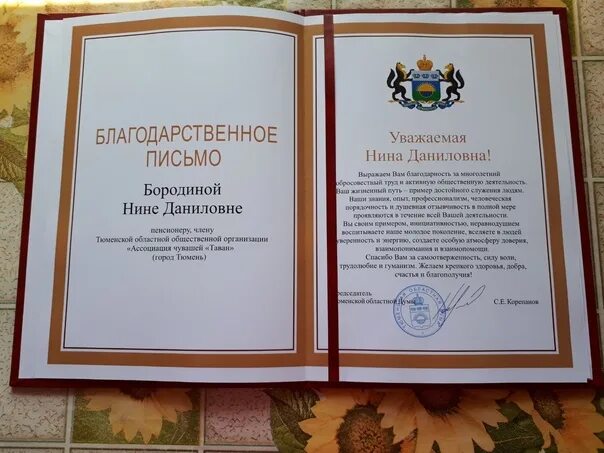 БЛАГОДАРСТВЕННОЕ
ПИСЬМО
Бородиной
Нине Даниловне
пенсионеру, члену
Тюменской областной общественной организации
«Ассоциация чувашей «Таван»
(город Тюмень)
Уважаемая
Нина Даниловна!
Выражаем Вам благодарность за многолетний
обросовестный труд и активную общественную деятельность.
Ваш жизненный путь – пример достойного служения людям.
Наши знания, опыт, профессионализм, человеческая
порядочность и душевная отзывчивость в полной мере
проявляются в течение всей Вашей деятельности.
Вы своим примером, инициативностью, неравнодушием
воспитываете наше молодое поколение, вселяете в людей
уверенность и энергию, создаете особую атмосферу доверия,
взаимопонимания и взаимопомощи.
Спасибо Вам за самоотверженность, силу воли,
трудолюбие и гуманизм. Желаем крепкого здоровья, добра,
счастья и благополучия!
редседатель
юменской областной Думы
С.Е. Корепанов